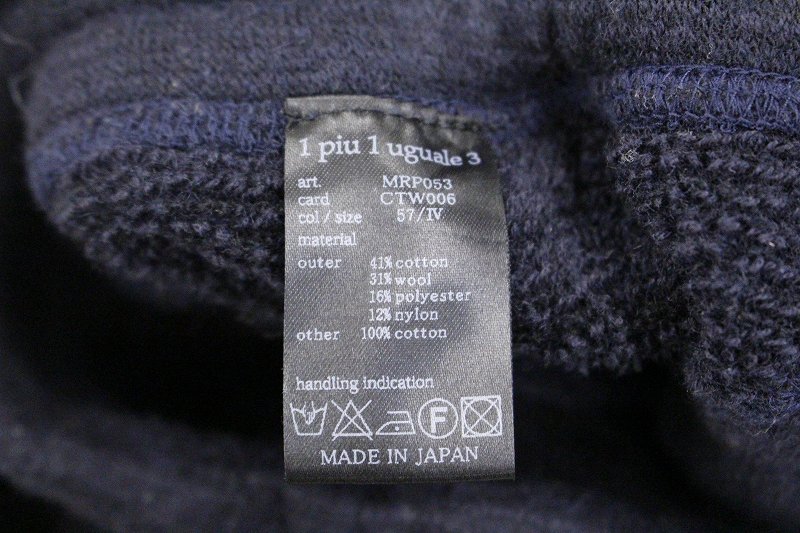 1 piu 1 uguale 3
art. MRP053
card CTW006
col / size 57/IV
material
outer 41% cotton
31% wool
16% polyester
12% nylon
other 100% cotton
handling indication
F
MADE IN JAPAN